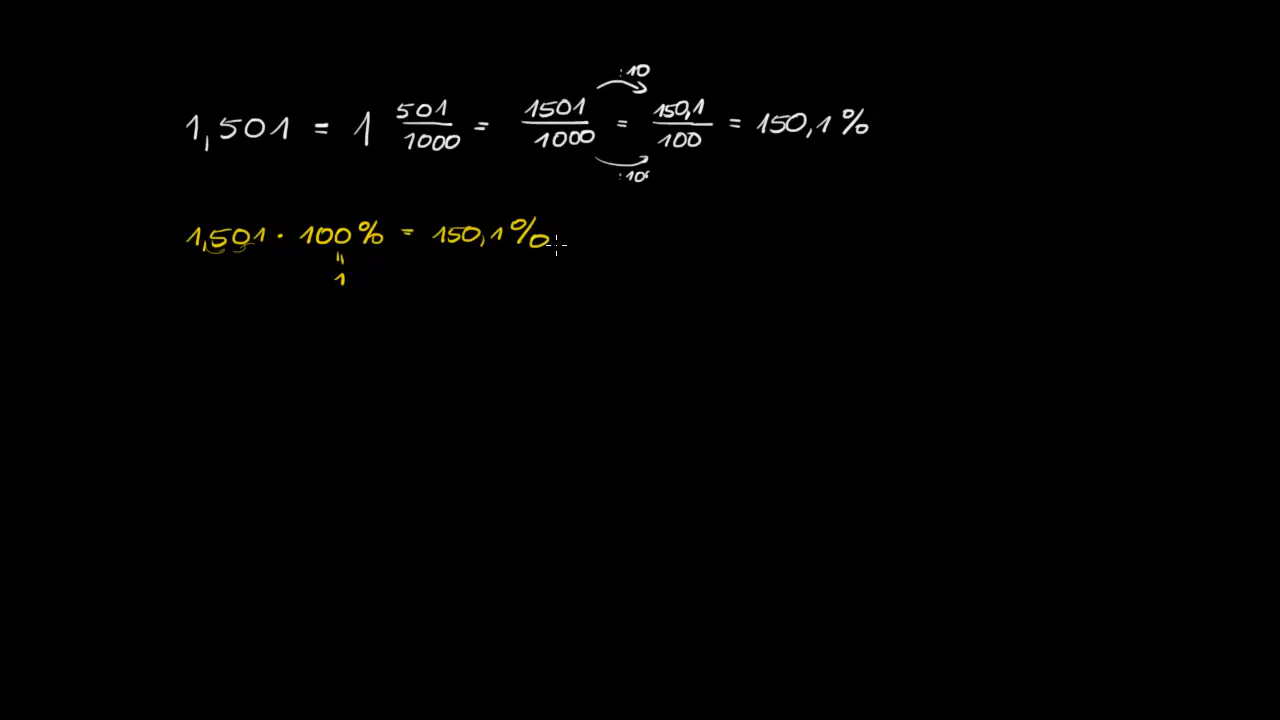 :10
1,501 = 1 501/1000 = 1501/1000 = 150,1/100 = 150,1%
:10
1,501 · 100% = 150,1%
"
1